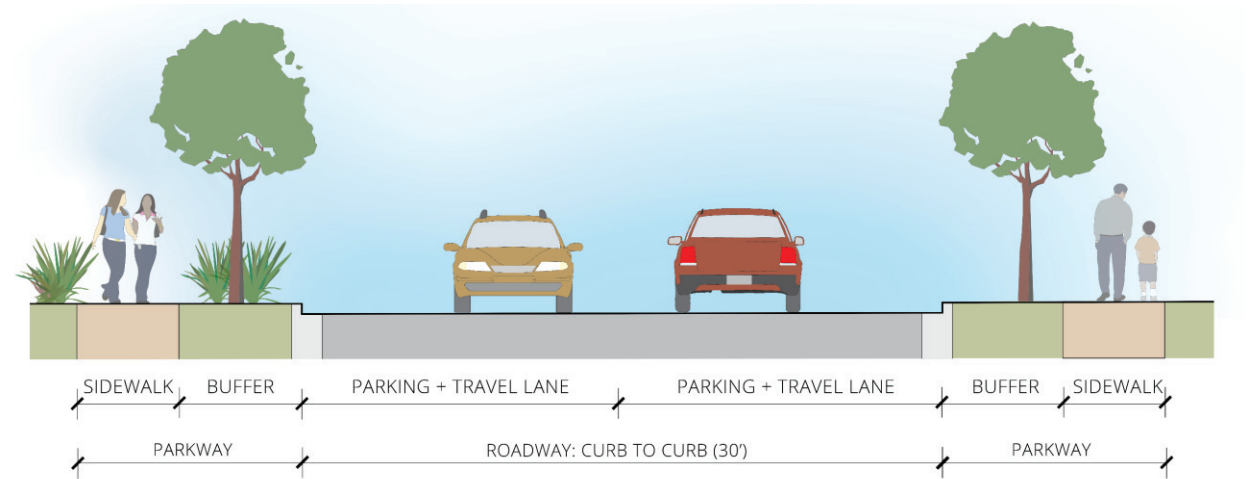 SIDEWALK BUFFER PARKING + TRAVEL LANE PARKING + TRAVEL LANE BUFFER SIDEWALK
PARKWAY ROADWAY: CURB TO CURB (30’) PARKWAY